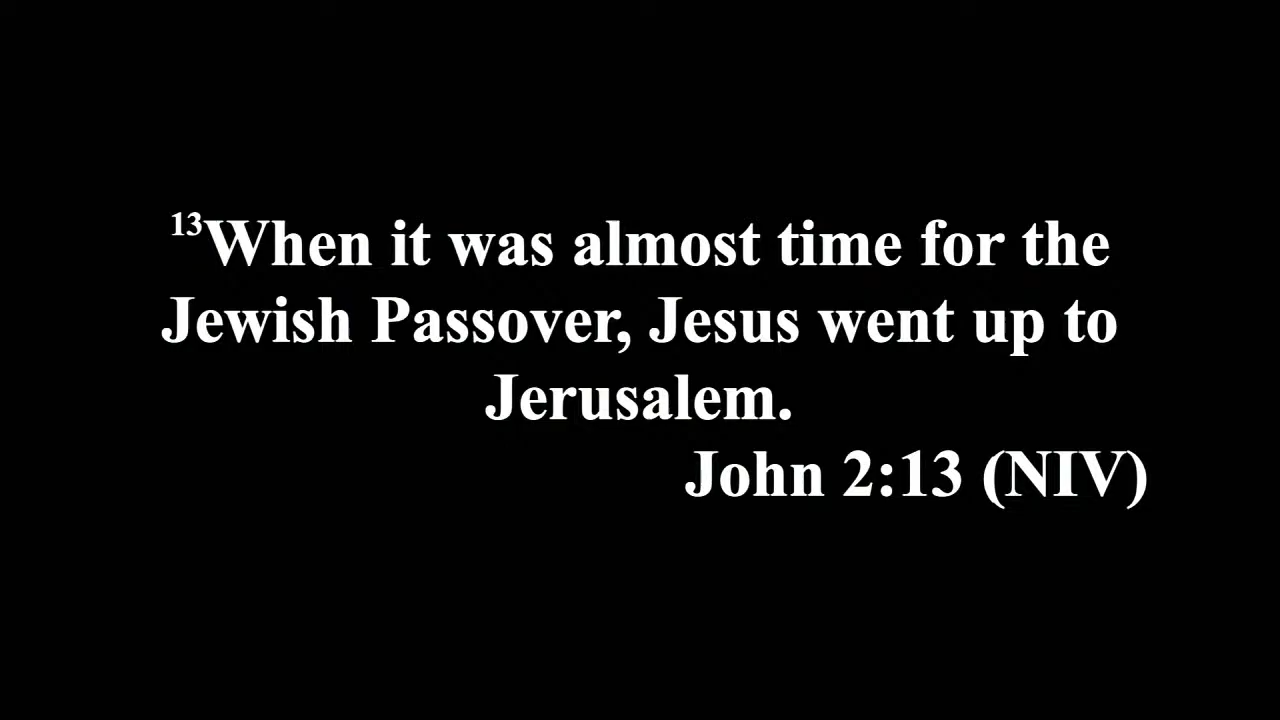 ¹³When it was almost time for the
Jewish Passover, Jesus went up to
Jerusalem.
John 2:13 (NIV)